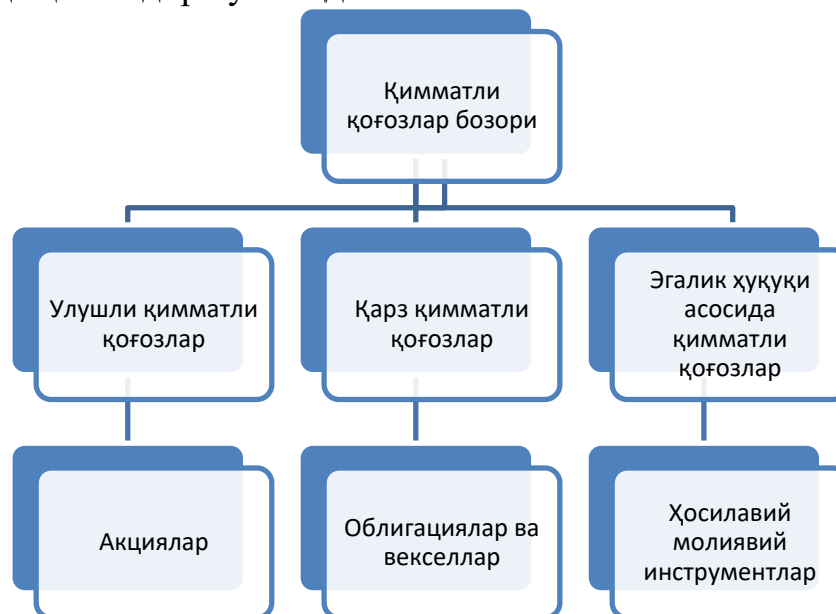 Қимматли
қоғозлар бозори
Улушли қимматли
қоғозлар
Қарз қимматли
қоғозлар
Эгалик ҳуқуқи
асосида
қимматли
қоғозлар
Акциялар
Облигациялар ва
векселлар
Ҳосилавий
молиявий
инструментлар